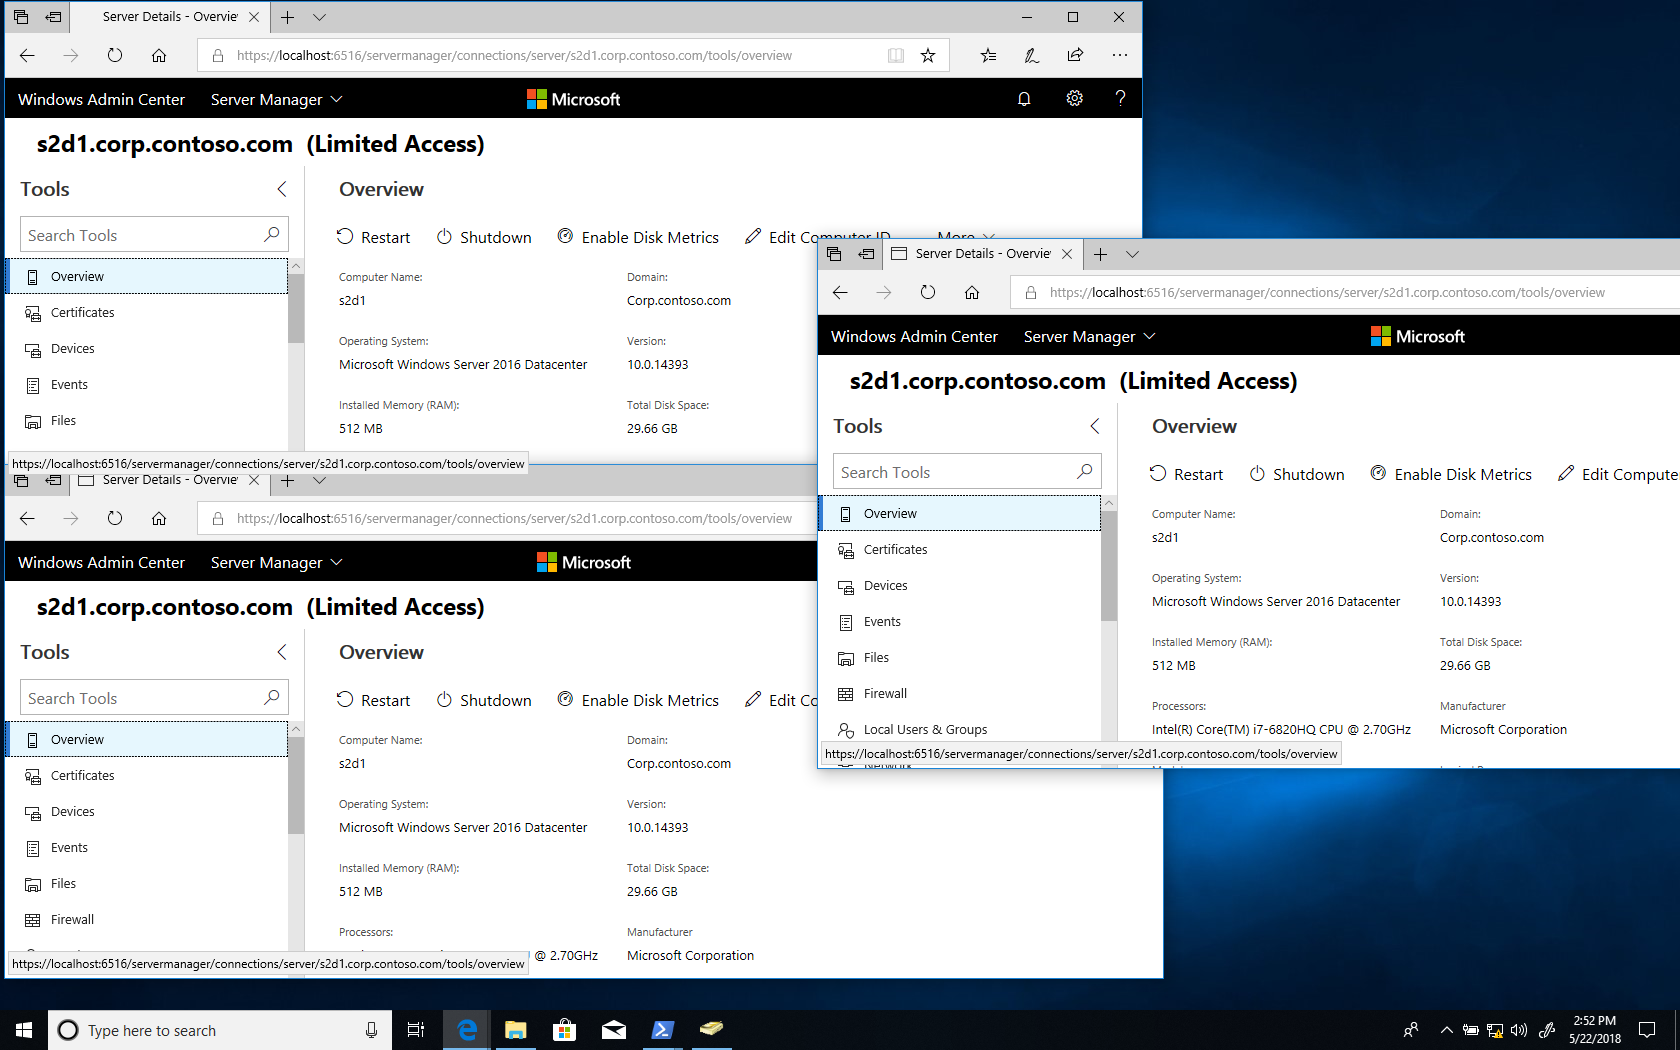 Server Details - Overvie
https://localhost:6516/servermanager/connections/server/s2d1.corp.contoso.com/tools/overview
Windows Admin Center
Server Manager
Microsoft
?
s2d1.corp.contoso.com (Limited Access)
Tools
Search Tools
Overview
Certificates
Devices
Events
Files
https://localhost:6516/servermanager/connections/server/s2d1.corp.contoso.com/tools/overview
Overview
Restart
Shutdown
Enable Disk Metrics
Edit Computer ID
More
Computer Name:
s2d1
Domain:
Corp.contoso.com
Operating System:
Microsoft Windows Server 2016 Datacenter
Version:
10.0.14393
Installed Memory (RAM):
512 MB
Total Disk Space:
29.66 GB
Server Details - Overvie
https://localhost:6516/servermanager/connections/server/s2d1.corp.contoso.com/tools/overview
Windows Admin Center
Server Manager
Microsoft
s2d1.corp.contoso.com (Limited Access)
Tools
Search Tools
Overview
Certificates
Devices
Events
Files
Firewall
Local Users & Groups
Network
https://localhost:6516/servermanager/connections/server/s2d1.corp.contoso.com/tools/overview
Overview
Restart
Shutdown
Enable Disk Metrics
Edit Compute
Computer Name:
s2d1
Domain:
Corp.contoso.com
Operating System:
Microsoft Windows Server 2016 Datacenter
Version:
10.0.14393
Installed Memory (RAM):
512 MB
Total Disk Space:
29.66 GB
Processors:
Intel(R) Core(TM) i7-6820HQ CPU @ 2.70GHz
Manufacturer
Microsoft Corporation
Server Details - Overvie
https://localhost:6516/servermanager/connections/server/s2d1.corp.contoso.com/tools/overview
Windows Admin Center
Server Manager
Microsoft
s2d1.corp.contoso.com (Limited Access)
Tools
Search Tools
Overview
Certificates
Devices
Events
Files
Firewall
https://localhost:6516/servermanager/connections/server/s2d1.corp.contoso.com/tools/overview
Overview
Restart
Shutdown
Enable Disk Metrics
Edit Co
Computer Name:
s2d1
Domain:
Corp.contoso.com
Operating System:
Microsoft Windows Server 2016 Datacenter
Version:
10.0.14393
Installed Memory (RAM):
512 MB
Total Disk Space:
29.66 GB
Processors:
@ 2.70GHz
Manufacturer
Microsoft Corporation
Type here to search
2:52 PM
5/22/2018